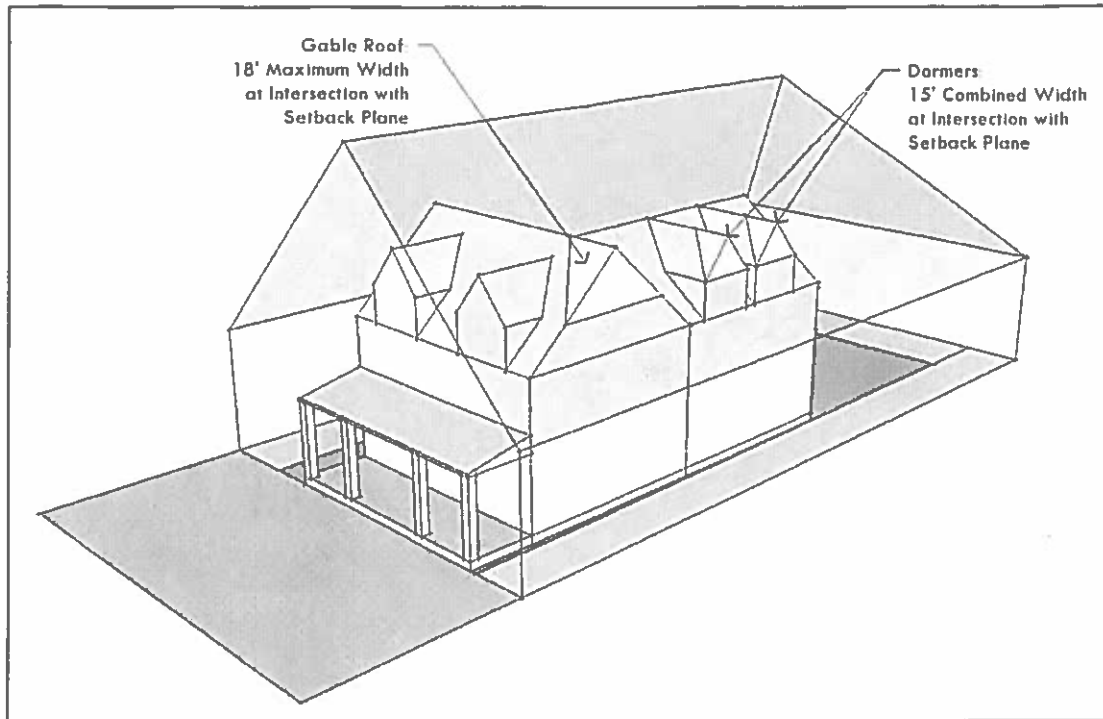 Gable Roof
18' Maximum Width
at Intersection with
Setback Plane
Dormers
15' Combined Width
at Intersection with
Setback Plane